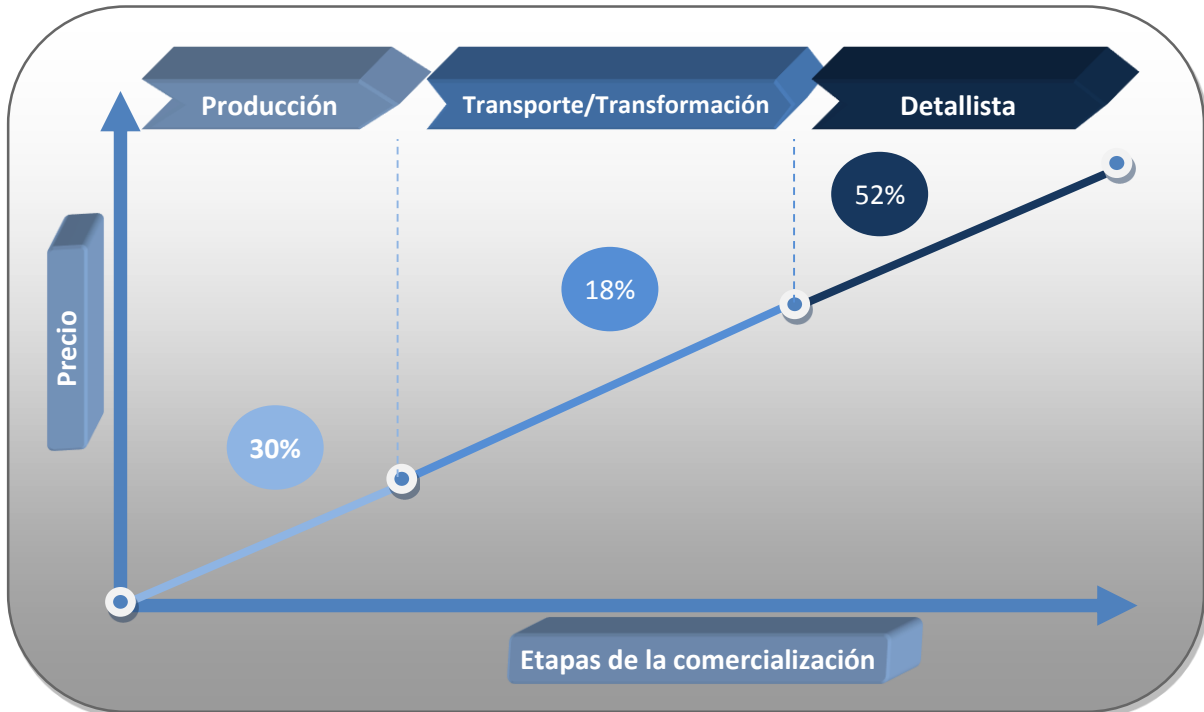 Producción
Transporte/Transformación
Detallista
52%
18%
Precio
30%
Etapas de la comercialización